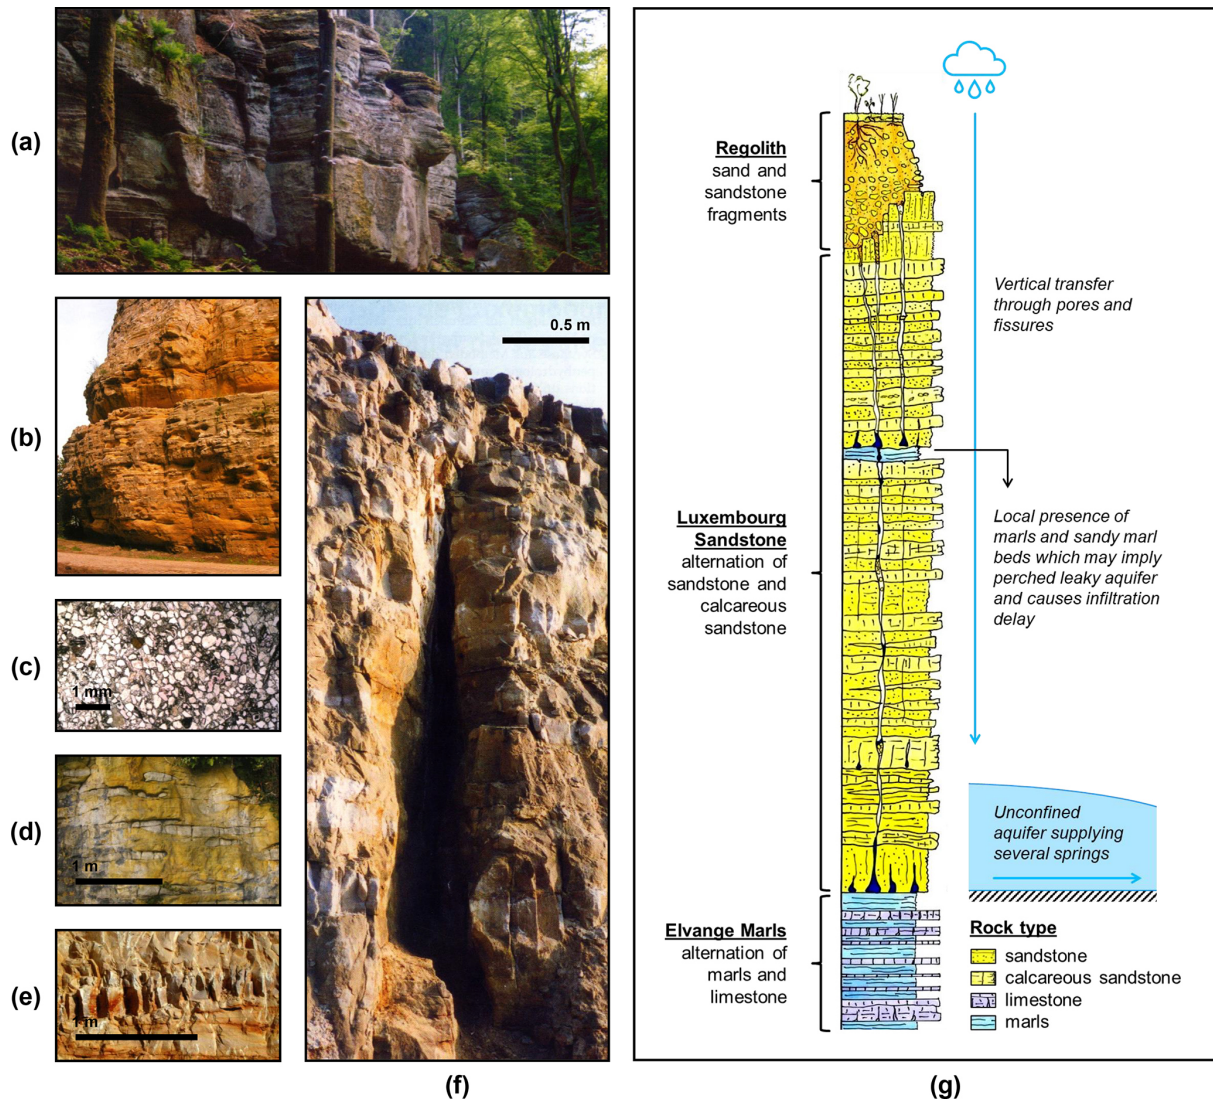 (a)
(b)
(c)
1 mm
(d)
1 m
(e)
1 m
0.5 m
(f)
Regolith
sand and
sandstone
fragments
Vertical transfer
through pores and
fissures
Luxembourg
Sandstone
alternation of
sandstone and
calcareous
sandstone
Local presence of
marls and sandy marl
beds which may imply
perched leaky aquifer
and causes infiltration
delay
Unconfined
aquifer supplying
several springs
Elvange Marls
alternation of
marls and
limestone
Rock type
sandstone
calcareous sandstone
limestone
marls
(g)